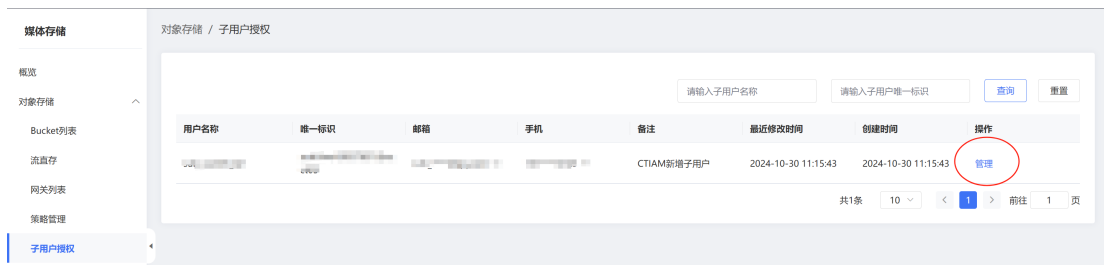 媒体存储
对象存储 / 子用户授权
概览
对象存储
Bucket列表
流直存
网关列表
策略管理
子用户授权
请输入子用户名称 请输入子用户唯一标识 查询 重置
用户名称 唯一标识 邮箱 手机 备注 最近修改时间 创建时间 操作
CTIAM新增子用户 2024-10-30 11:15:43 2024-10-30 11:15:43 管理
共1条 10 1 前往 1 页